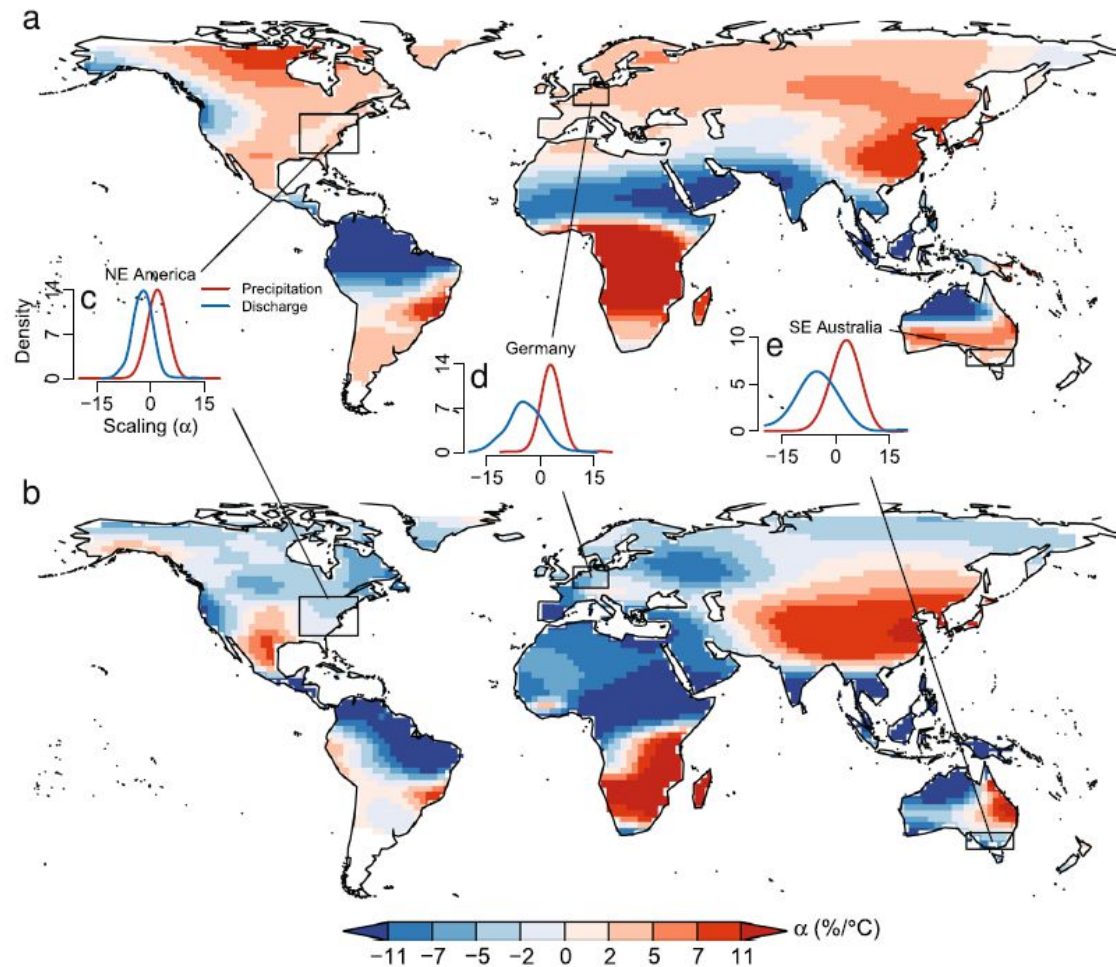 a
NE America
c
Precipitation
Discharge
Density
0 7 14
−15 0 15
Scaling (α)
Germany
d
0 7 14
−15 0 15
SE Australia
e
0 5 10
−15 0 15
b
−11 −7 −5 −2 0 2 5 7 11
α (%/°C)